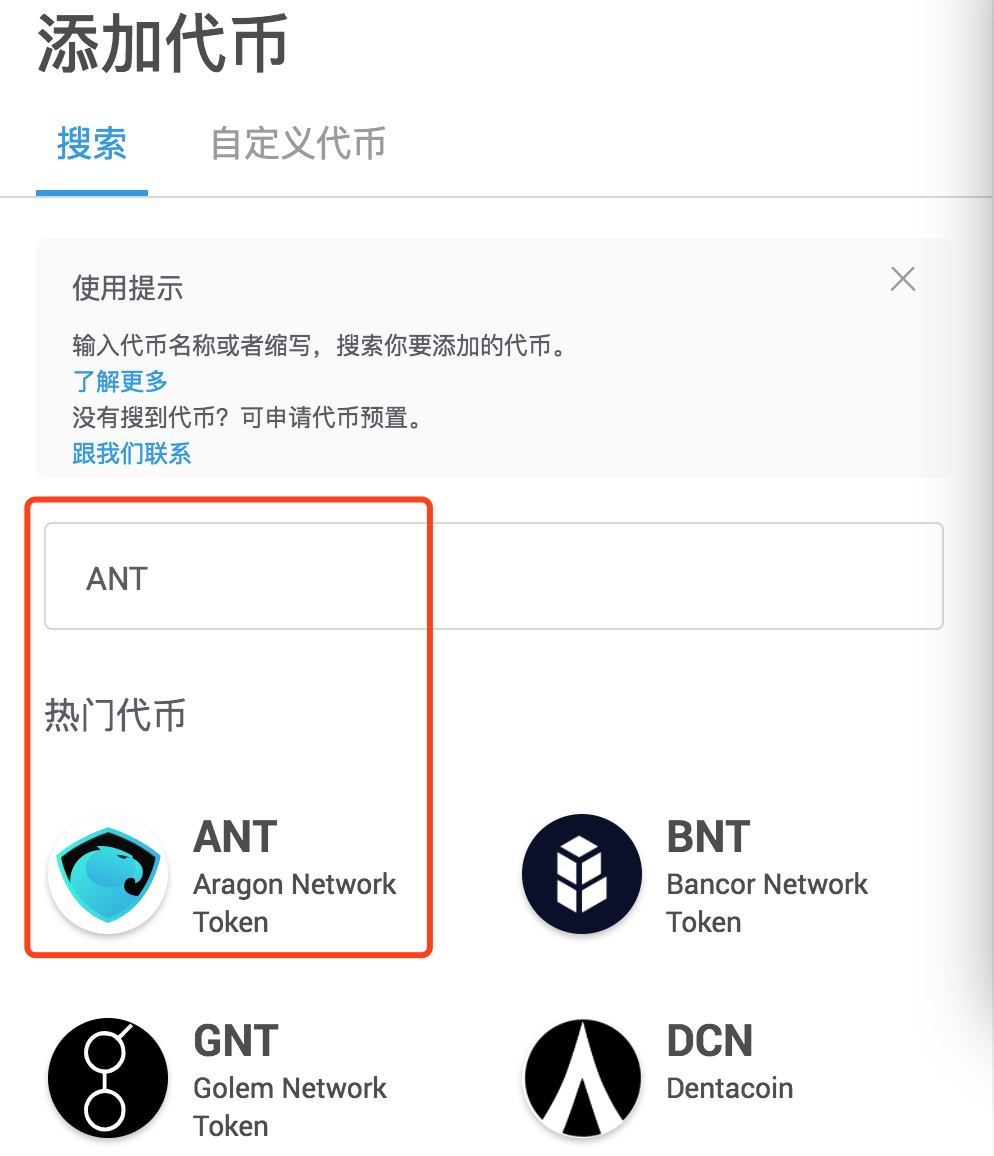 添加代币
搜索 自定义代币
使用提示
输入代币名称或者缩写，搜索你要添加的代币。
了解更多
没有搜到代币？可申请代币预置。
跟我们联系
ANT
热门代币
ANT
Aragon Network
Token
BNT
Bancor Network
Token
GNT
Golem Network
Token
DCN
Dentacoin